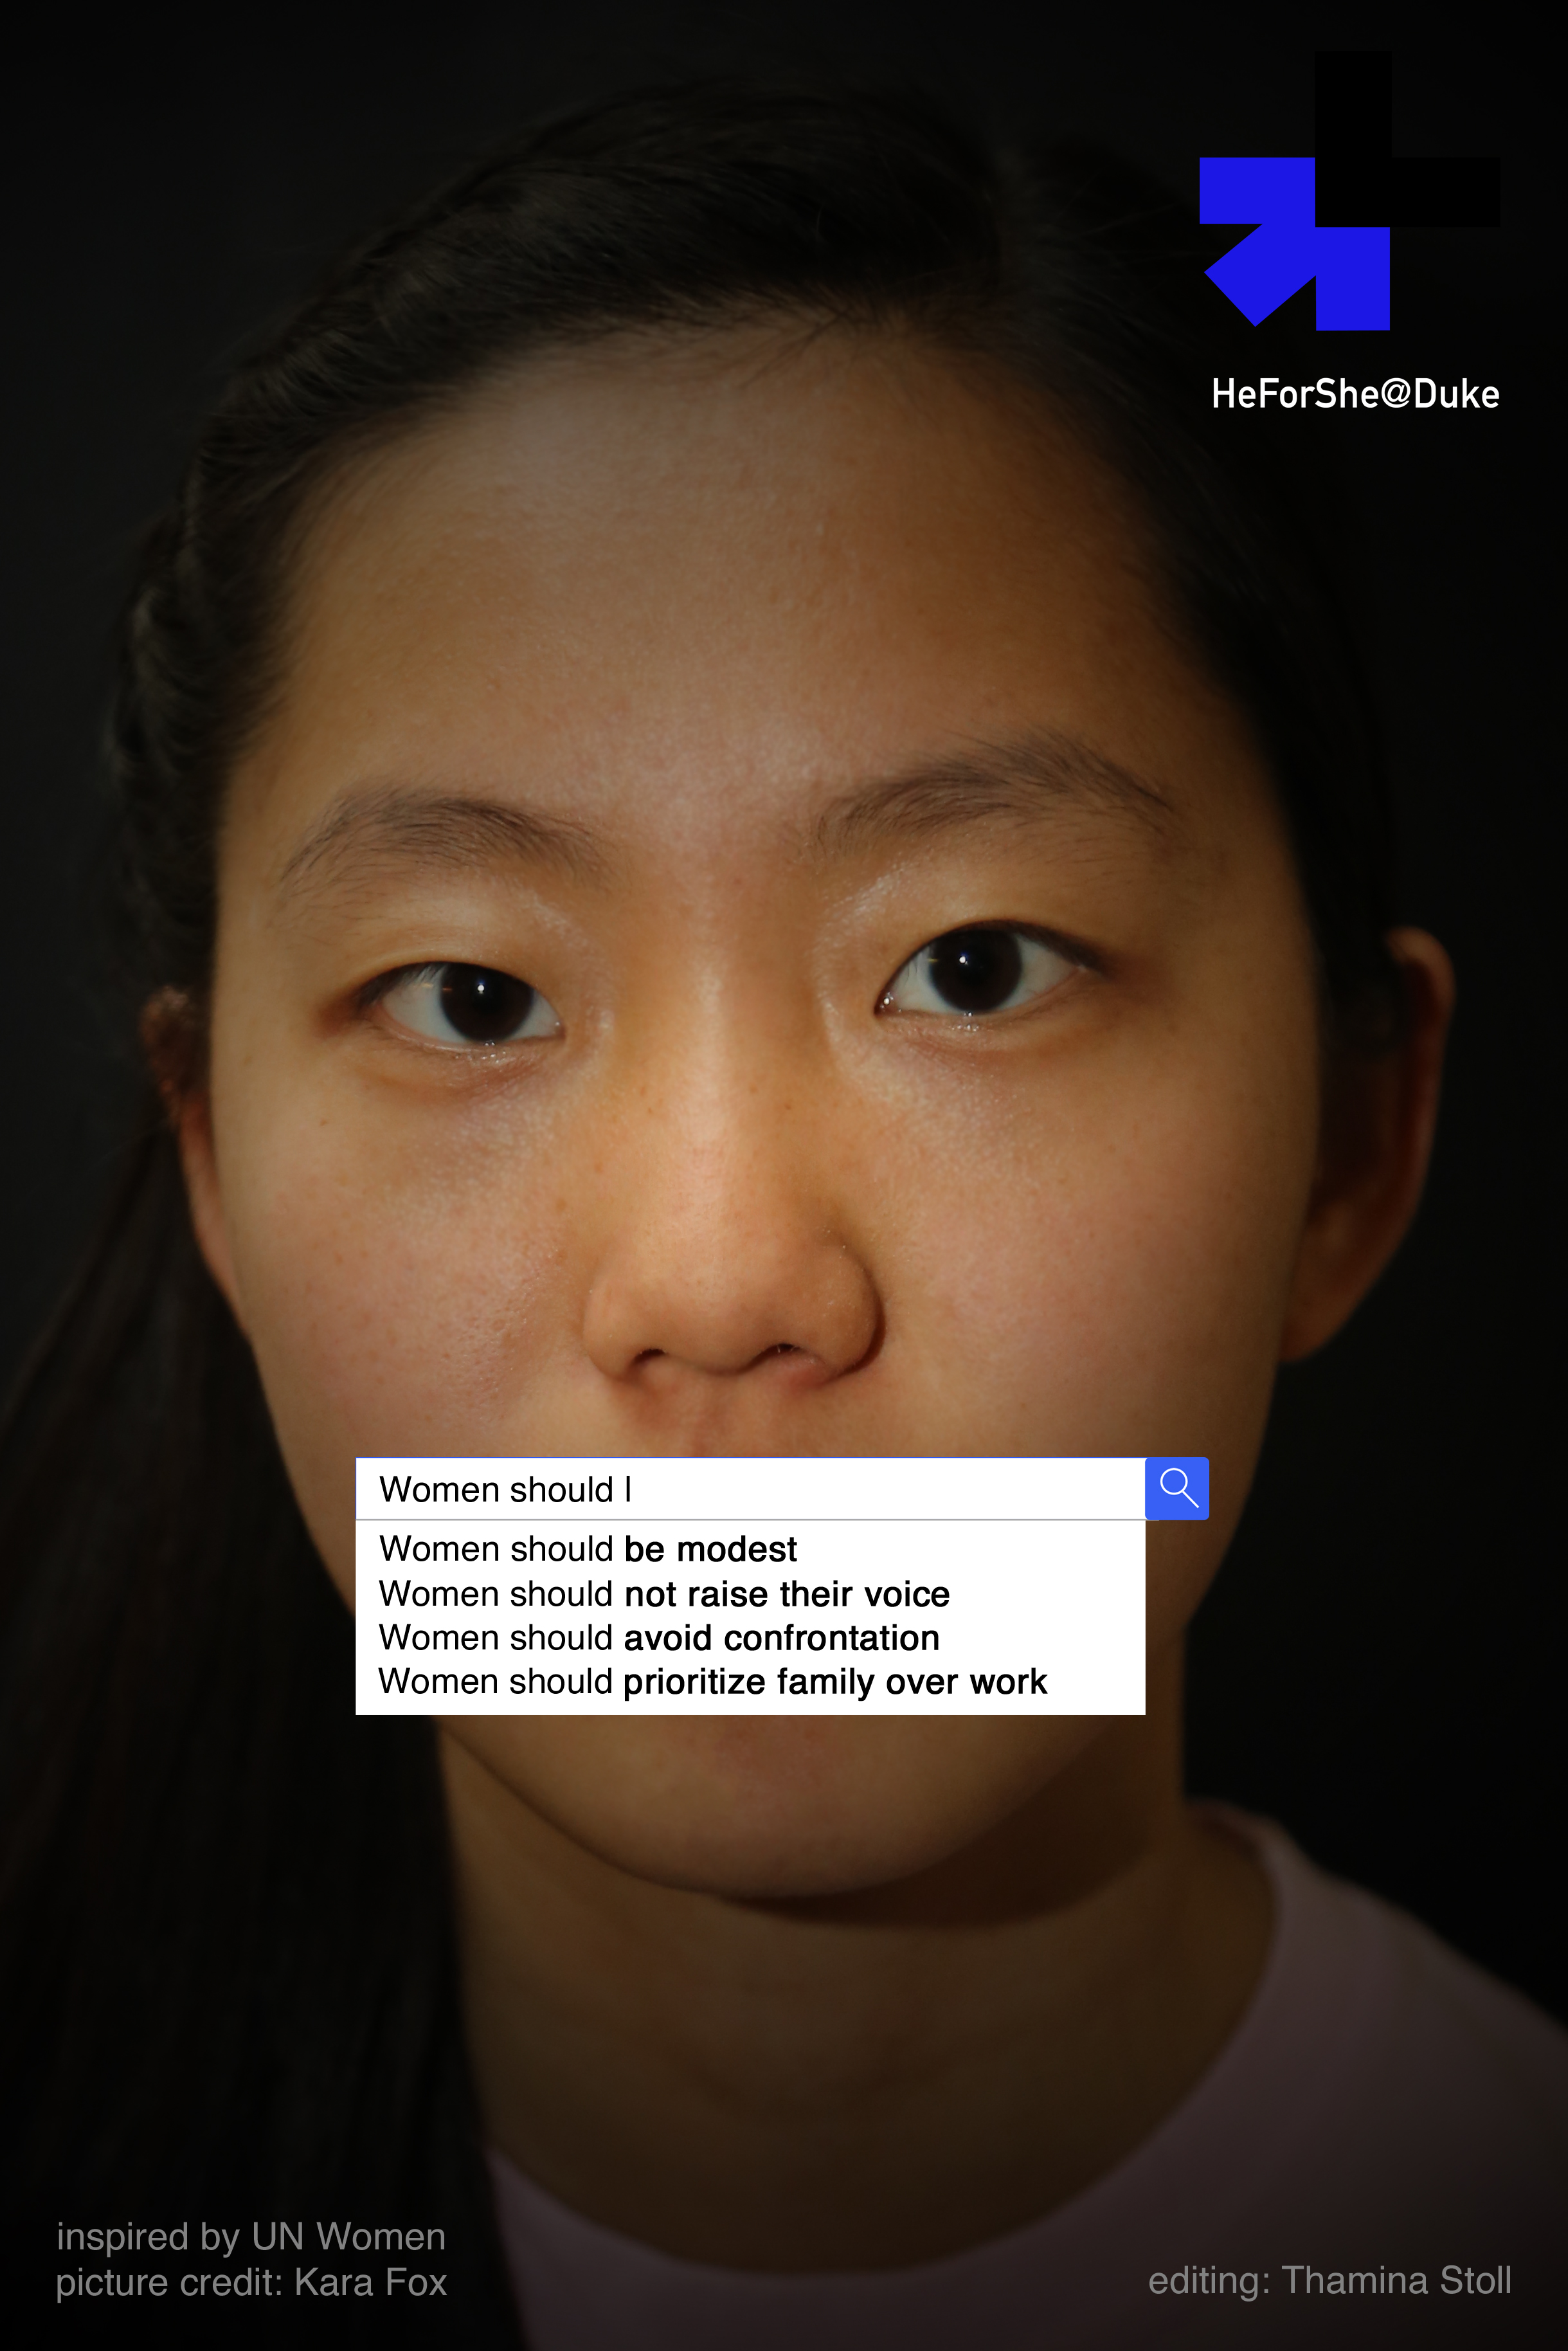 HeForShe@Duke
Women should |
Women should be modest
Women should not raise their voice
Women should avoid confrontation
Women should prioritize family over work
inspired by UN Women
picture credit: Kara Fox
editing: Thamina Stoll